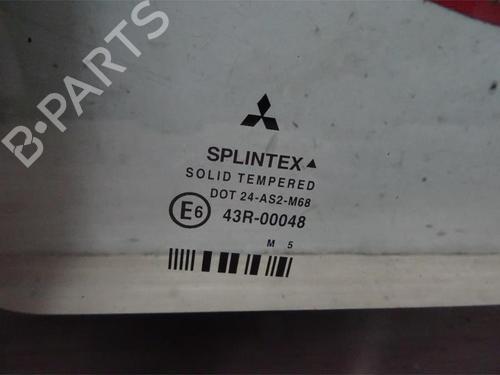 B-PARTS
SPLINTEX
SOLID TEMPERED
DOT 24-AS2-M68
E6 43R-00048
M 5